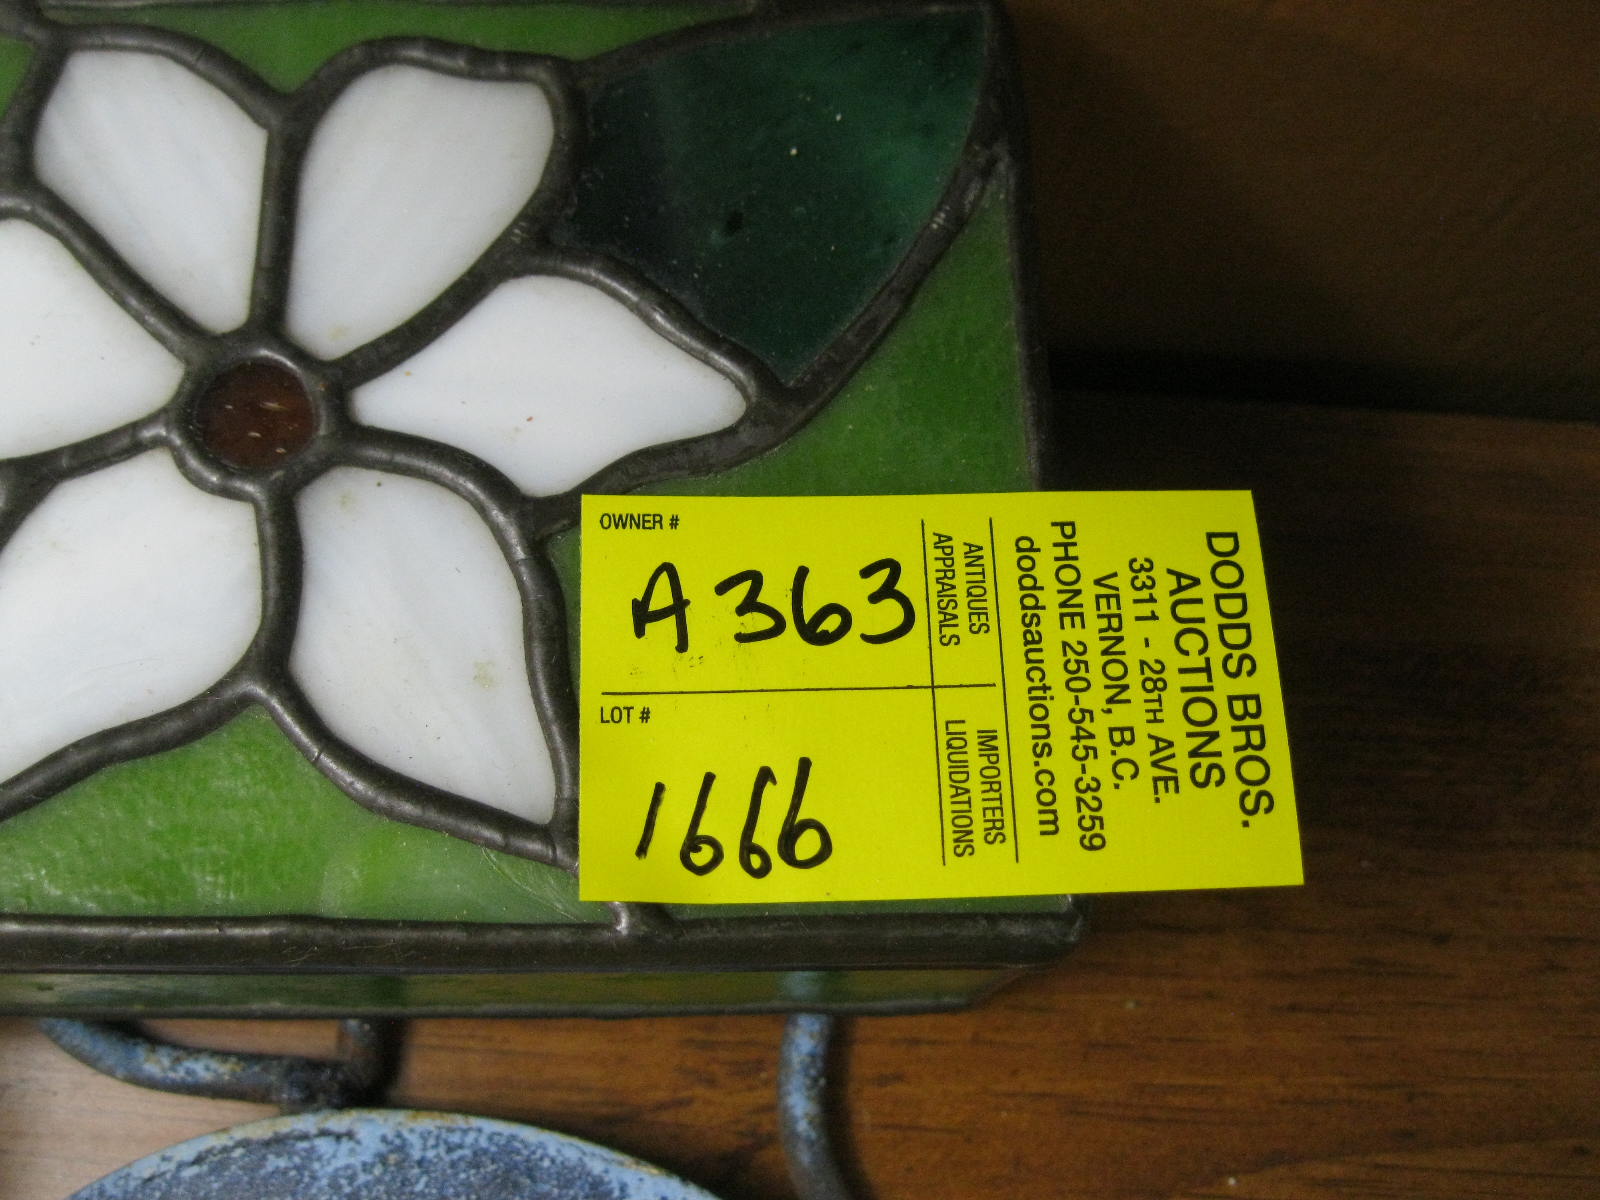 OWNER #
A363
LOT #
1666
ANTIQUES
APPRAISALS
IMPORTERS
LIQUIDATIONS
DODDS BROS.
AUCTIONS
3311 - 28TH AVE.
VERNON, B.C.
PHONE 250-545-3259
doddsauctions.com